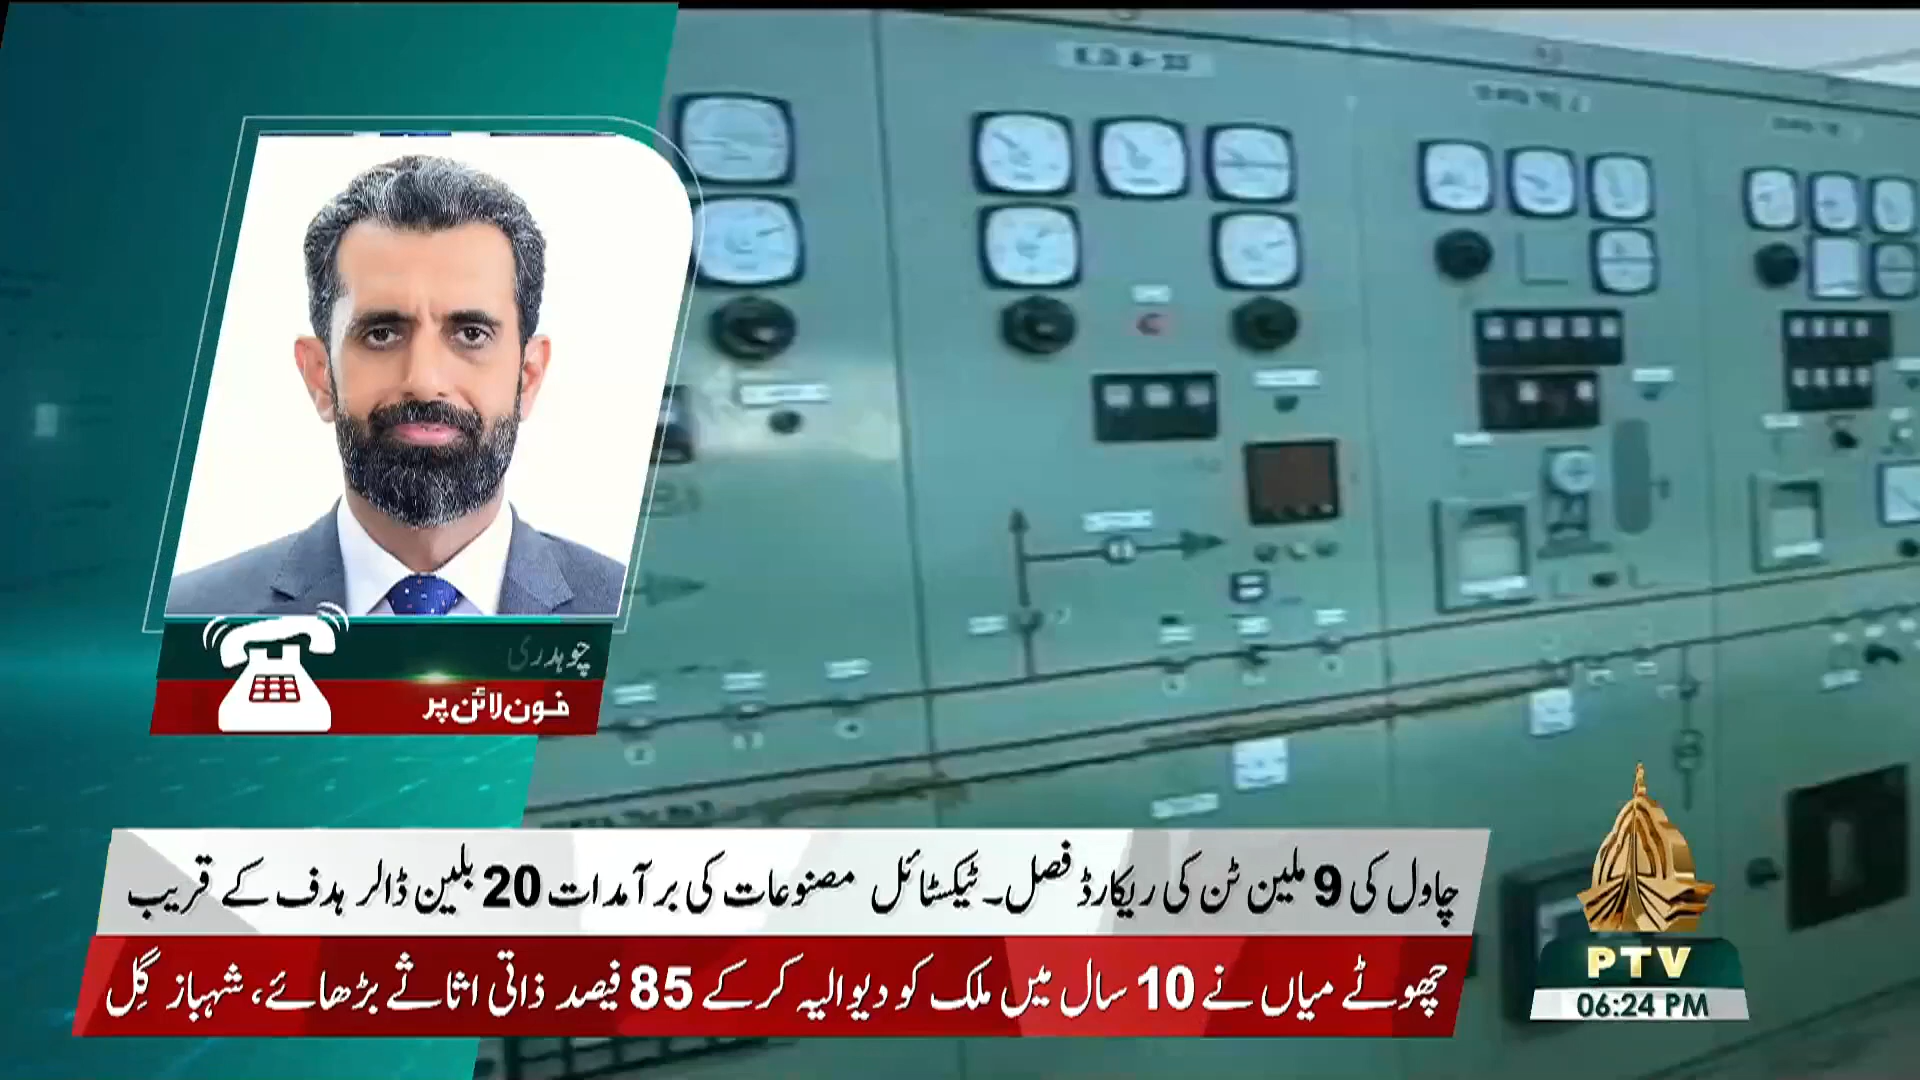 چوہدری
فون لائن پر
چاول کی 9 ملین ٹن کی ریکارڈ فصل۔ ٹیکسٹائل مصنوعات کی برآمدات 20 بلین ڈالر ہدف کے قریب
چھوٹے میاں نے 10 سال میں ملک کو دیوالیہ کر کے 85 فیصد ذاتی اثاثے بڑھائے، شہباز گِل
PTV
06:24 PM